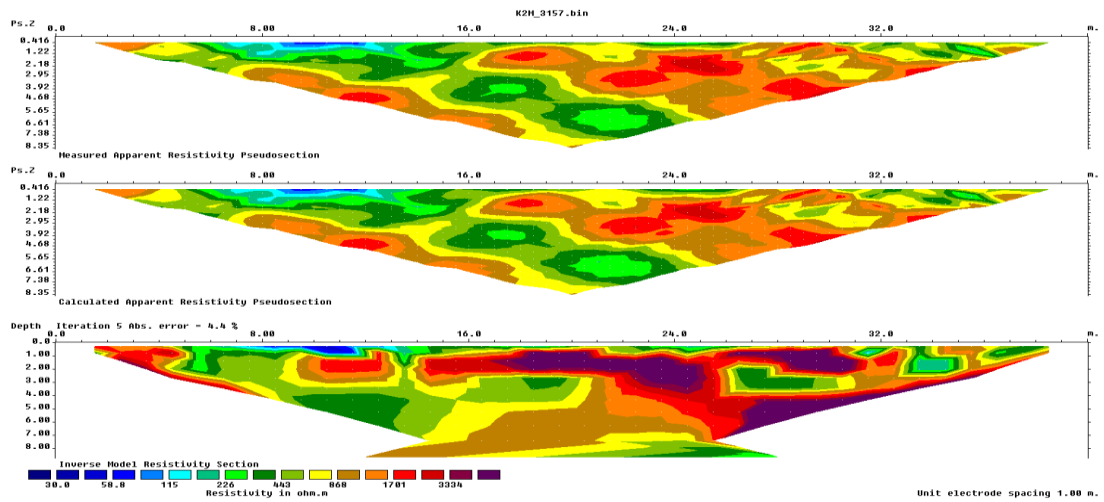 K2H_3157.bin
Ps.Z 0.0 8.00 16.0 24.0 32.0 m.
0.416
1.22
2.18
2.95
3.92
4.68
5.65
6.61
7.38
8.35
Measured Apparent Resistivity Pseudosection
Ps.Z 0.0 8.00 16.0 24.0 32.0 m.
0.416
1.22
2.18
2.95
3.92
4.68
5.65
6.61
7.38
8.35
Calculated Apparent Resistivity Pseudosection
Depth Iteration 5 Abs. error = 4.4 %
0.0 8.00 16.0 24.0 32.0 m.
0.0
1.00
2.00
3.00
4.00
5.00
6.00
7.00
8.00
Inverse Model Resistivity Section
30.0 58.8 115 226 443 868 1701 3334
Resistivity in ohm.m
Unit electrode spacing 1.00 m.